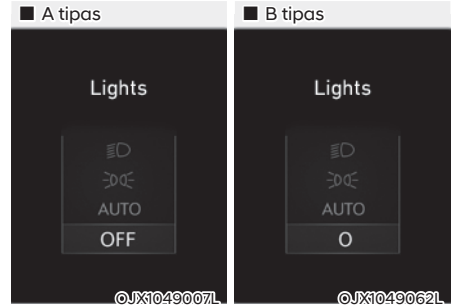 ■ A tipas
Lights
AUTO
OFF
OJX1049007L
■ B tipas
Lights
AUTO
O
OJX1049062L